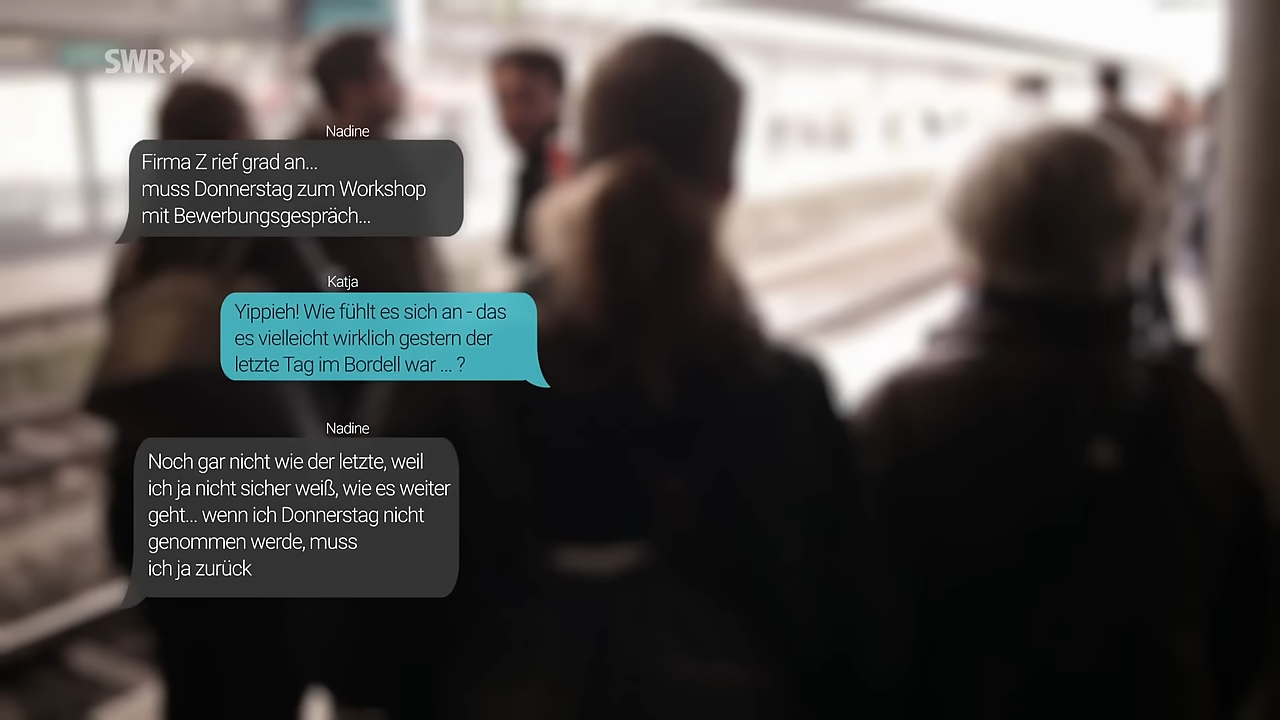 SWR
Nadine
Firma Z rief grad an...
muss Donnerstag zum Workshop
mit Bewerbungsgespräch...
Katja
Yippieh! Wie fühlt es sich an - das
es vielleicht wirklich gestern der
letzte Tag im Bordell war ... ?
Nadine
Noch gar nicht wie der letzte, weil
ich ja nicht sicher weiß, wie es weiter
geht... wenn ich Donnerstag nicht
genommen werde, muss
ich ja zurück